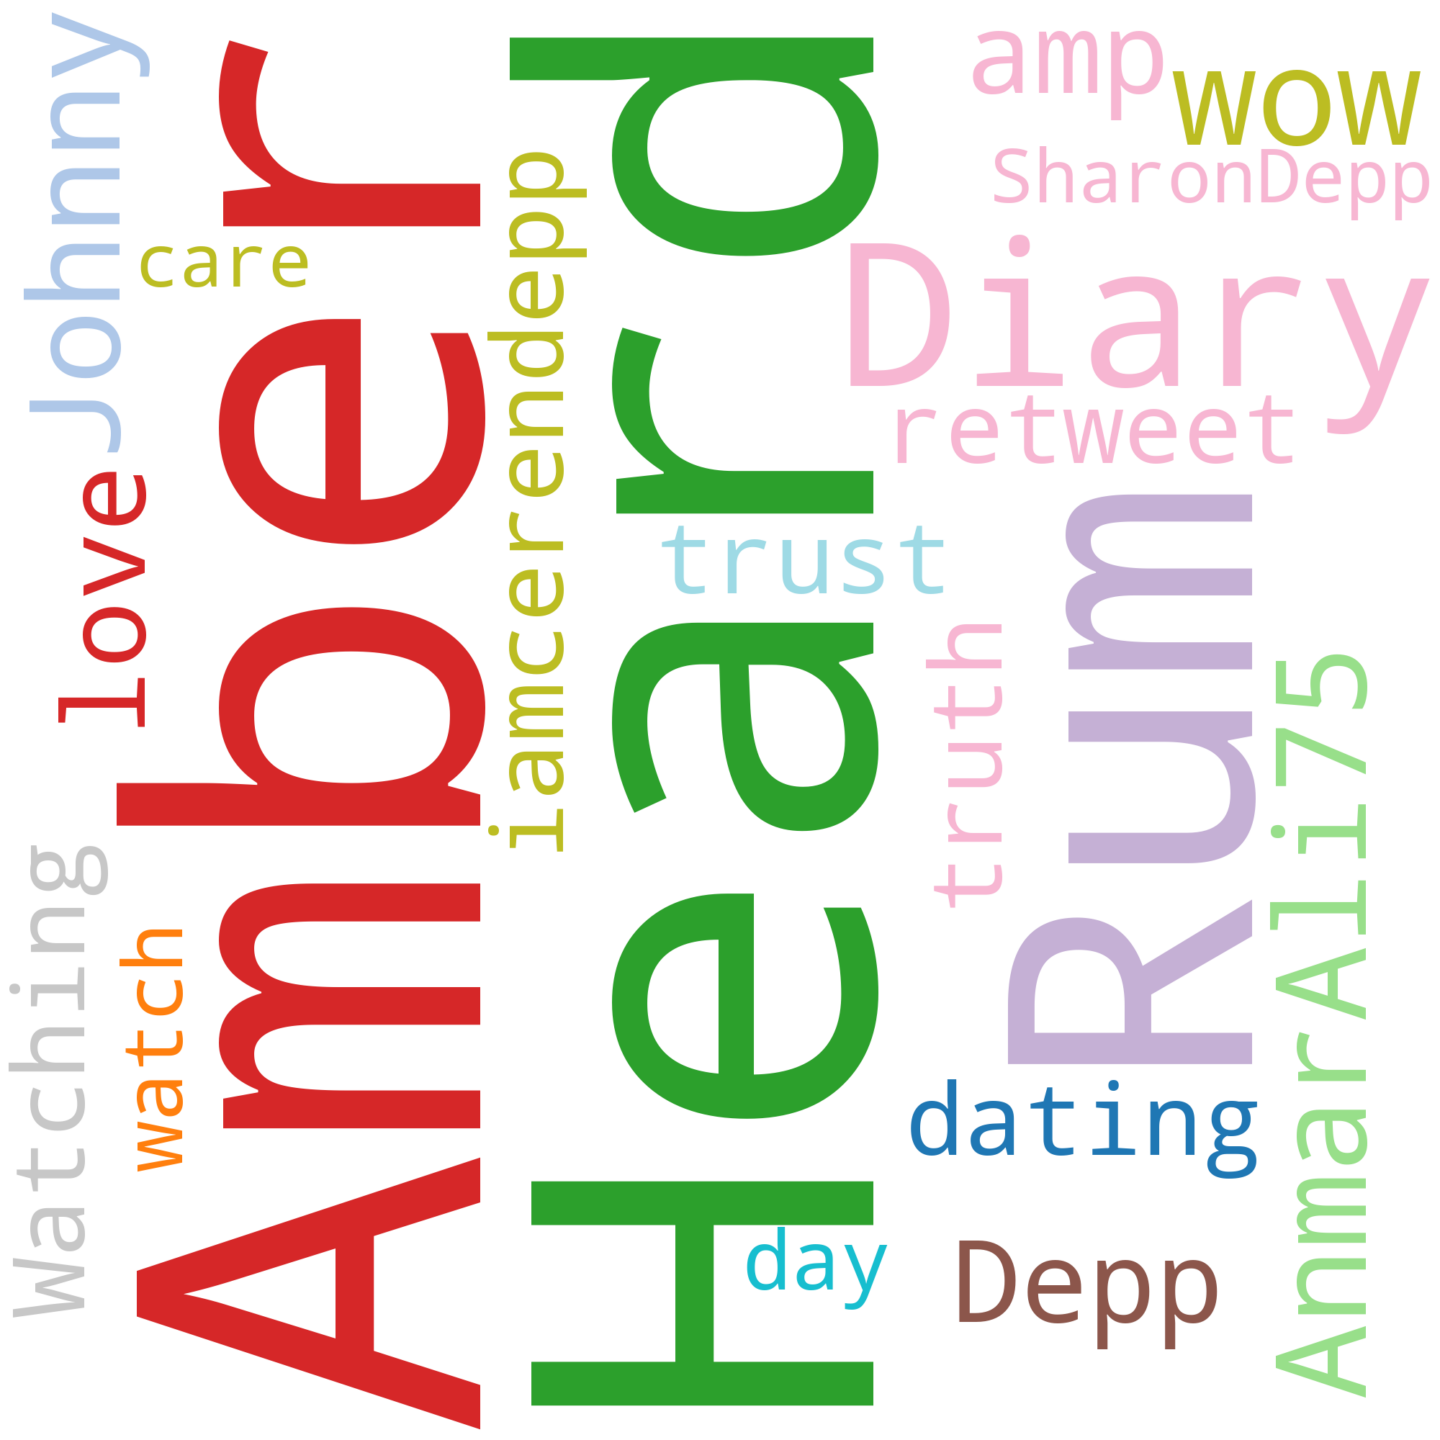 Johnny
love
Watching
watch
care
Amber
iamcerendepp
Heard
amp
wow
SharonDepp
Diary
retweet
trust
truth
Rum
AnmarAli75
dating
day
Depp